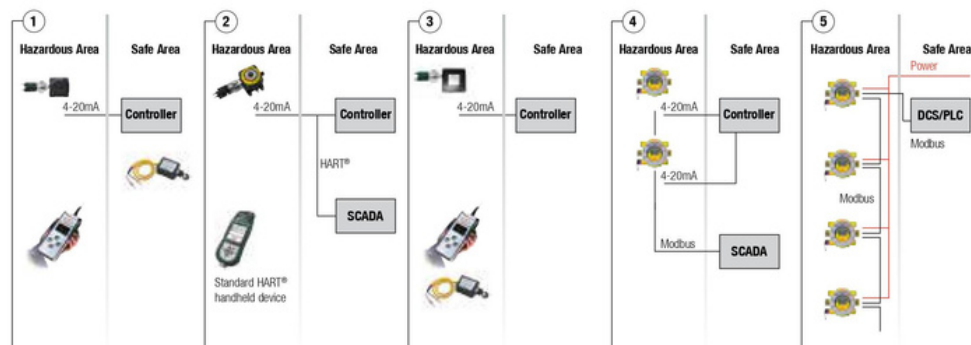 1
Hazardous Area
Safe Area
4-20mA
Controller
2
Hazardous Area
Safe Area
4-20mA
Controller
HART®
SCADA
Standard HART®
handheld device
3
Hazardous Area
Safe Area
4-20mA
Controller
4
Hazardous Area
Safe Area
4-20mA
Controller
4-20mA
Modbus
SCADA
5
Hazardous Area
Safe Area
Power
DCS/PLC
Modbus
Modbus